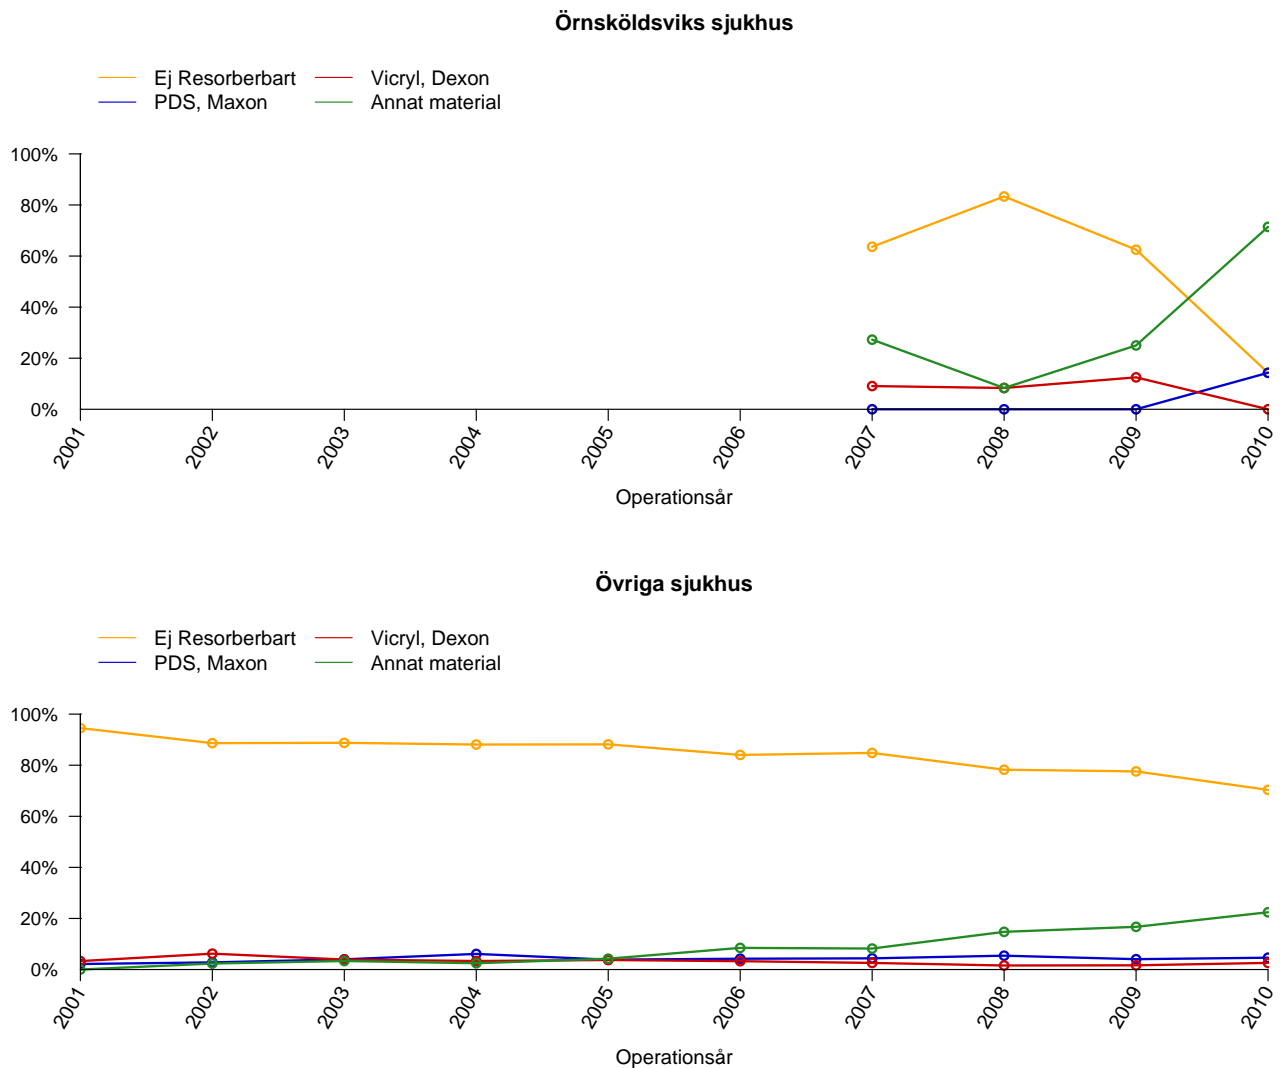 Örnsköldsviks sjukhus
Ej Resorberbart Vicryl, Dexon
PDS, Maxon Annat material
100%
80%
60%
40%
20%
0%
2001 2002 2003 2004 2005 2006 2007 2008 2009 2010
Operationsår
Övriga sjukhus
Ej Resorberbart Vicryl, Dexon
PDS, Maxon Annat material
100%
80%
60%
40%
20%
0%
2001 2002 2003 2004 2005 2006 2007 2008 2009 2010
Operationsår